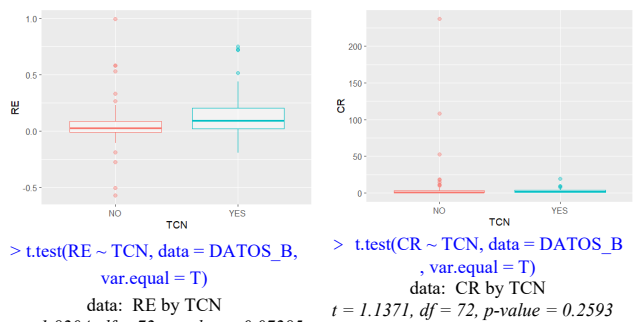 1.0
0.5
0.0
-0.5
RE
NO
YES
TCN
> t.test(RE ~ TCN, data = DATOS_B,
var.equal = T)
data: RE by TCN
200
150
100
50
0
CR
NO
YES
TCN
> t.test(CR ~ TCN, data = DATOS_B
, var.equal = T)
data: CR by TCN
t = 1.1371, df = 72, p-value = 0.2593